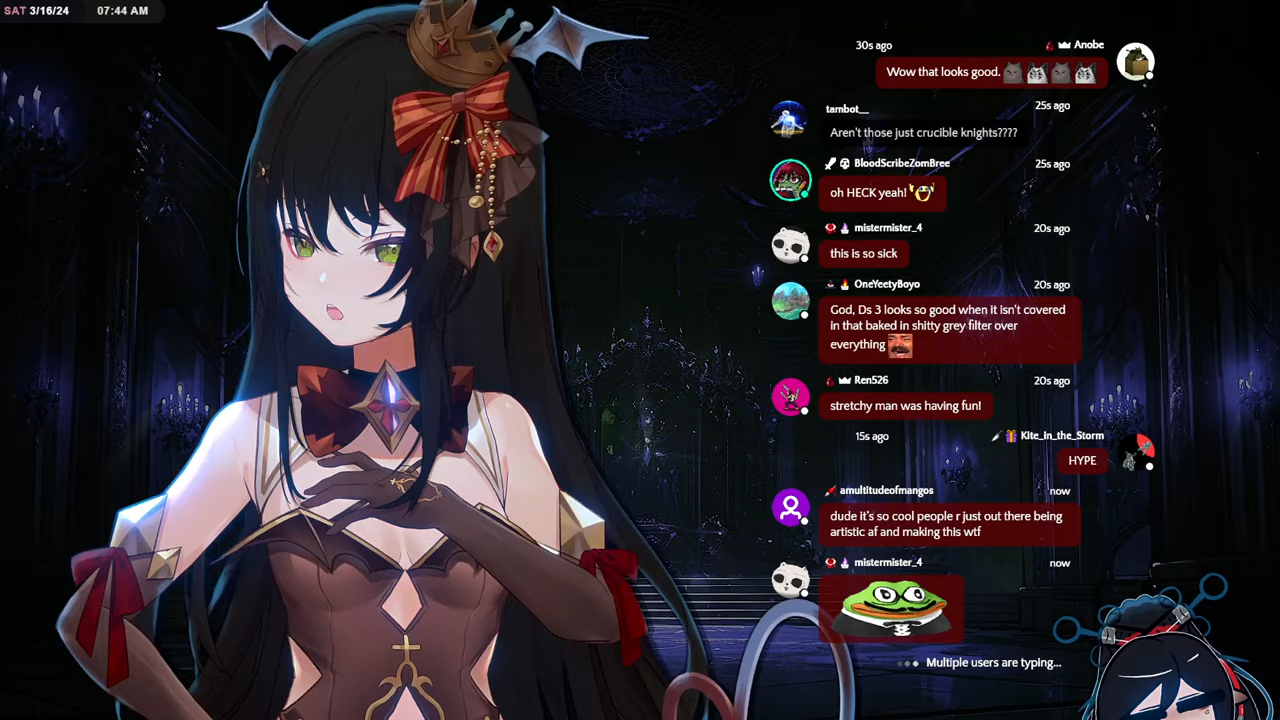 SAT 3/16/24 07:44 AM
30s ago Anobe
Wow that looks good.
tambot__ 25s ago
Aren't those just crucible knights????
BloodScribeZomBree 25s ago
oh HECK yeah!
mistermister_4 20s ago
this is so sick
OneYeetyBoyo 20s ago
God, Ds 3 looks so good when it isn't covered
in that baked in shitty grey filter over
everything
Ren526 20s ago
stretchy man was having fun!
15s ago Kite_in_the_Storm
HYPE
amultitudeofmangos now
dude it's so cool people r just out there being
artistic af and making this wtf
mistermister_4 now
Multiple users are typing...